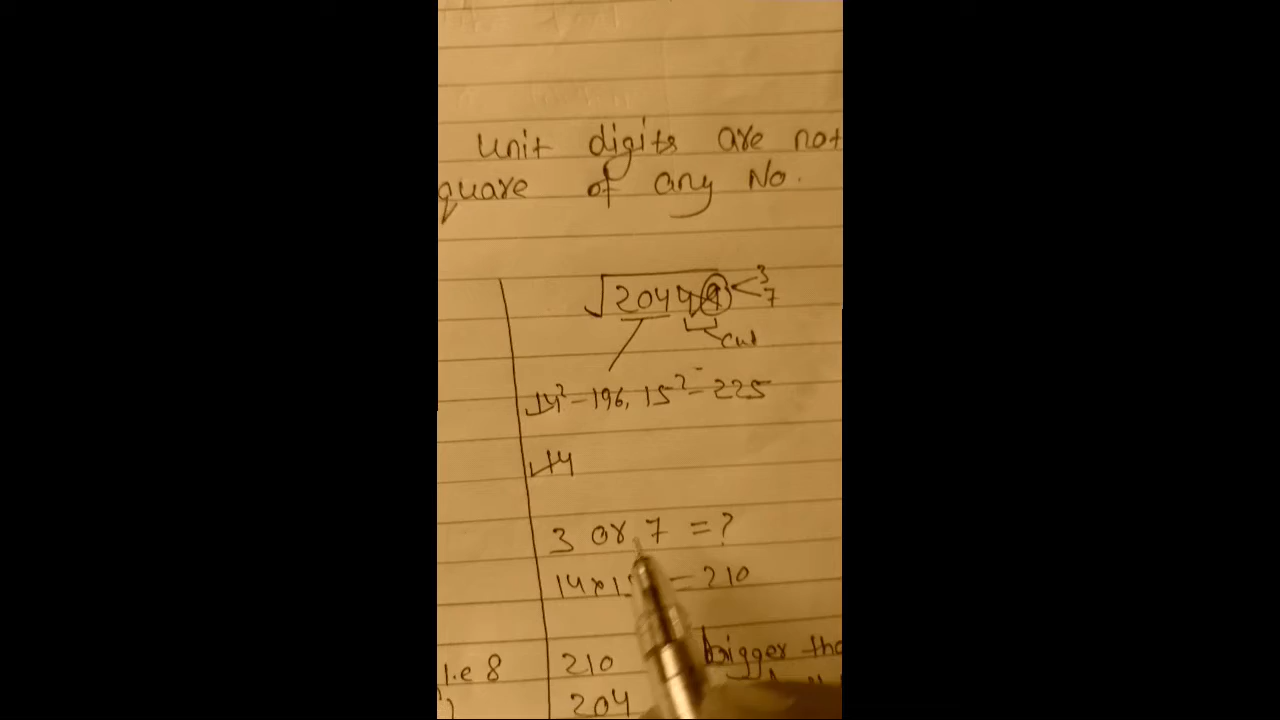 Unit digits are not
quare of any No.
√20449 < 3
7
cut
14² = 196, 15² = 225
14
3 or 7 = ?
14×15 = 210
i.e 8
210 bigger tha
204